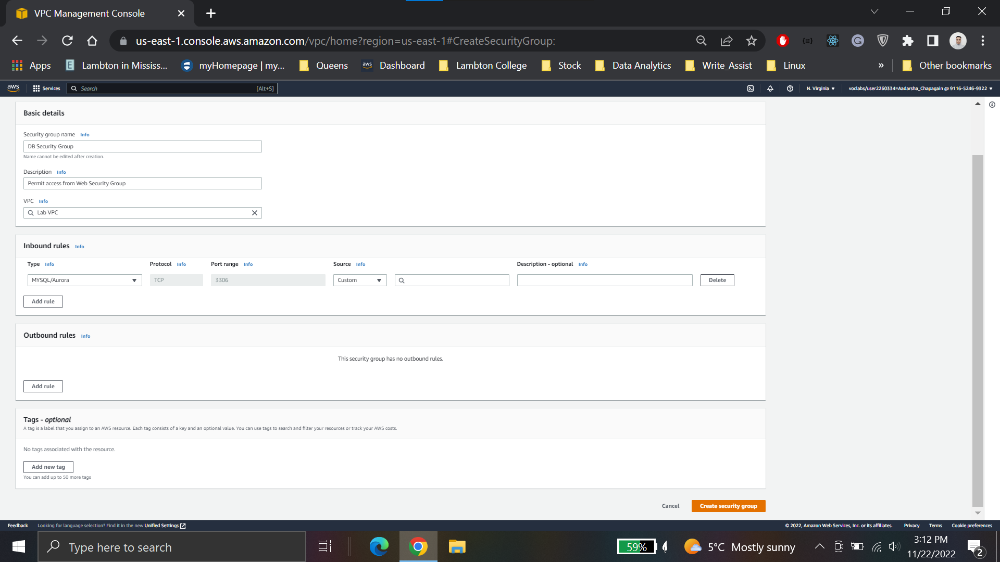 VPC Management Console
us-east-1.console.aws.amazon.com/vpc/home?region=us-east-1#CreateSecurityGroup:
Apps
Lambton in Mississ...
myHomepage | my...
Queens
aws
Dashboard
Lambton College
Stock
Data Analytics
Write_Assist
Linux
»
Other bookmarks
aws
Services
Search
[Alt+S]
N. Virginia
voclabs/user2260334=Aadarsha_Chapagain @ 9116-5246-9322
Basic details
Security group name Info
DB Security Group
Name cannot be edited after creation.
Description Info
Permit access from Web Security Group
VPC Info
Lab VPC
Inbound rules Info
Type Info
Protocol Info
Port range Info
Source Info
Description - optional Info
MYSQL/Aurora
TCP
3306
Custom
Delete
Add rule
Outbound rules Info
This security group has no outbound rules.
Add rule
Tags - optional
A tag is a label that you assign to an AWS resource. Each tag consists of a key and an optional value. You can use tags to search and filter your resources or track your AWS costs.
No tags associated with the resource.
Add new tag
You can add up to 50 more tags
Cancel
Create security group
Feedback
Looking for language selection? Find it in the new Unified Settings
© 2022, Amazon Web Services, Inc. or its affiliates.
Privacy
Terms
Cookie preferences
Type here to search
59%
5°C Mostly sunny
3:12 PM
11/22/2022
2